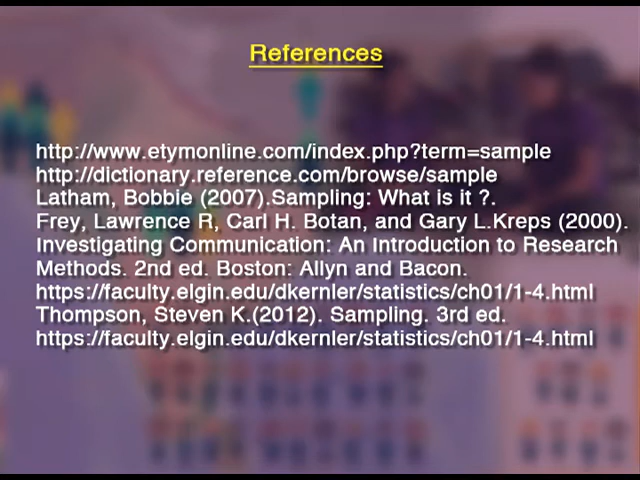 References
http://www.etymonline.com/index.php?term=sample
http://dictionary.reference.com/browse/sample
Latham, Bobbie (2007).Sampling: What is it ?.
Frey, Lawrence R, Carl H. Botan, and Gary L.Kreps (2000).
Investigating Communication: An Introduction to Research
Methods. 2nd ed. Boston: Allyn and Bacon.
https://faculty.elgin.edu/dkernler/statistics/ch01/1-4.html
Thompson, Steven K.(2012). Sampling. 3rd ed.
https://faculty.elgin.edu/dkernler/statistics/ch01/1-4.html